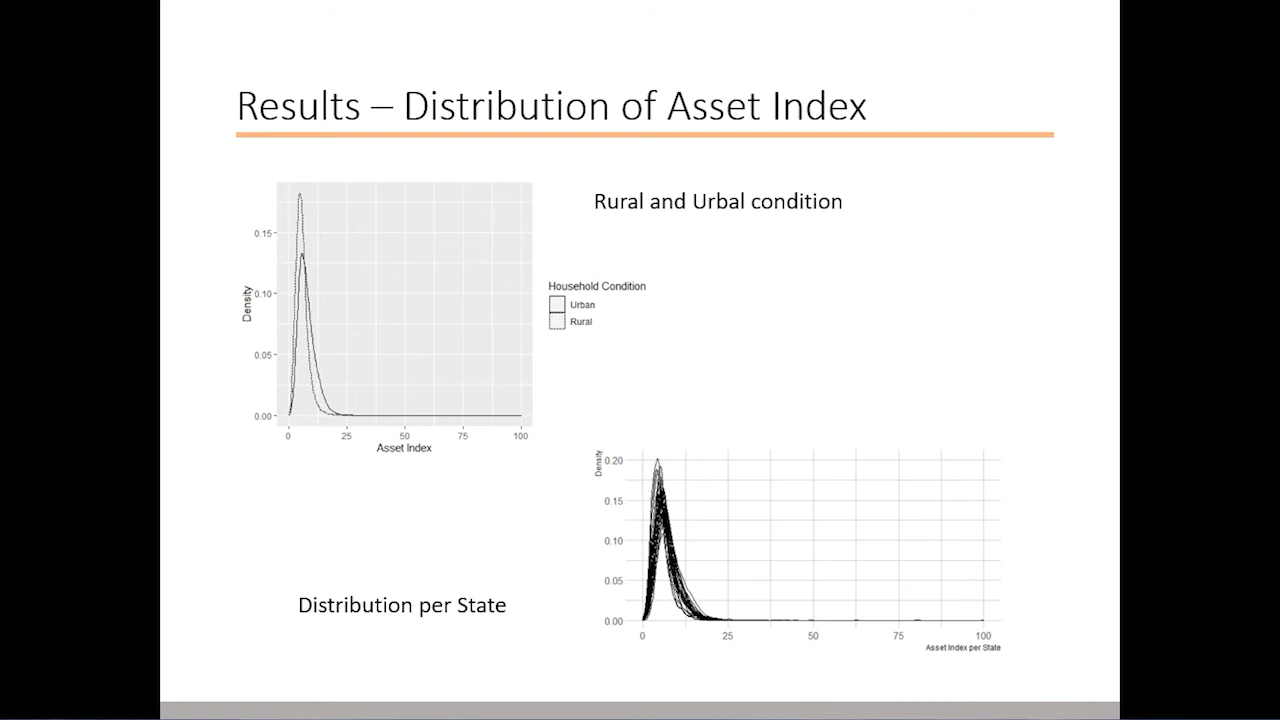 Results – Distribution of Asset Index
Rural and Urbal condition
0.15
0.10
0.05
0.00
Density
0
25
50
75
100
Asset Index
Household Condition
Urban
Rural
Density
0.20
0.15
0.10
0.05
0.00
0
25
50
75
100
Asset Index per State
Distribution per State